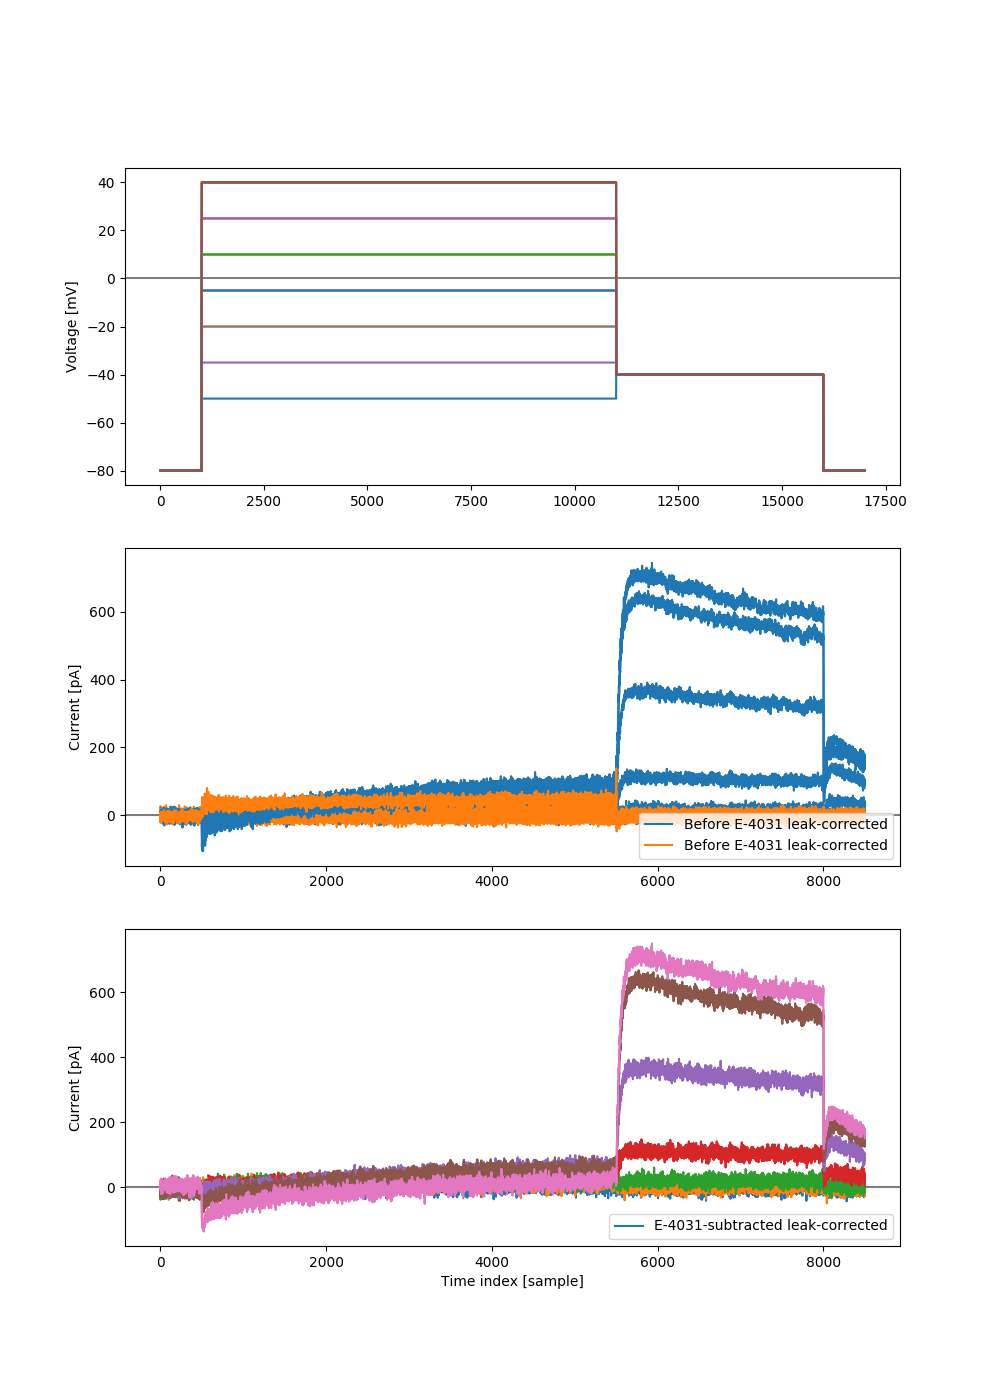 40
20
0
−20
−40
−60
−80
Voltage [mV]
0 2500 5000 7500 10000 12500 15000 17500
600
400
200
0
Current [pA]
Before E-4031 leak-corrected
Before E-4031 leak-corrected
0 2000 4000 6000 8000
600
400
200
0
Current [pA]
E-4031-subtracted leak-corrected
0 2000 4000 6000 8000
Time index [sample]